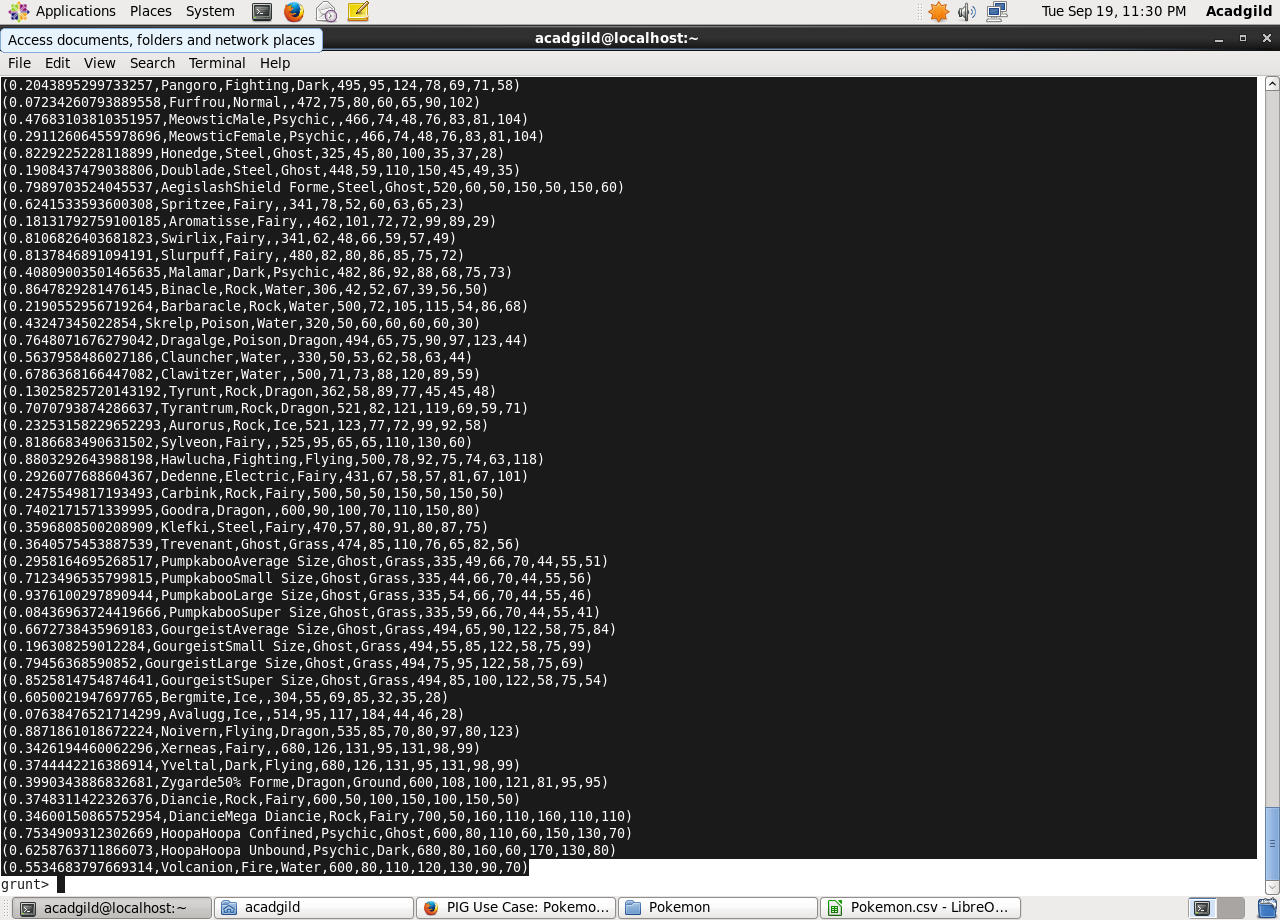 Applications Places System Tue Sep 19, 11:30 PM Acadgild
Access documents, folders and network places acadgild@localhost:~
File Edit View Search Terminal Help
(0.2043895299733257,Pangoro,Fighting,Dark,495,95,124,78,69,71,58)
(0.07234260793889558,Furfrou,Normal,,472,75,80,60,65,90,102)
(0.47683103810351957,MeowsticMale,Psychic,,466,74,48,76,83,81,104)
(0.29112606455978696,MeowsticFemale,Psychic,,466,74,48,76,83,81,104)
(0.8229225228118899,Honedge,Steel,Ghost,325,45,80,100,35,37,28)
(0.1908437479038806,Doublade,Steel,Ghost,448,59,110,150,45,49,35)
(0.7989703524045537,AegislashShield Forme,Steel,Ghost,520,60,50,150,50,150,60)
(0.6241533593600308,Spritzee,Fairy,,341,78,52,60,63,65,23)
(0.18131792759100185,Aromatisse,Fairy,,462,101,72,72,99,89,29)
(0.8106826403681823,Swirlix,Fairy,,341,62,48,66,59,57,49)
(0.8137846891094191,Slurpuff,Fairy,,480,82,80,86,85,75,72)
(0.40809003501465635,Malamar,Dark,Psychic,482,86,92,88,68,75,73)
(0.8647829281476145,Binacle,Rock,Water,306,42,52,67,39,56,50)
(0.2190552956719264,Barbaracle,Rock,Water,500,72,105,115,54,86,68)
(0.43247345022854,Skrelp,Poison,Water,320,50,60,60,60,60,30)
(0.7648071676279042,Dragalge,Poison,Dragon,494,65,75,90,97,123,44)
(0.5637958486027186,Clauncher,Water,,330,50,53,62,58,63,44)
(0.6786368166447082,Clawitzer,Water,,500,71,73,88,120,89,59)
(0.13025825720143192,Tyrunt,Rock,Dragon,362,58,89,77,45,45,48)
(0.7070793874286637,Tyrantrum,Rock,Dragon,521,82,121,119,69,59,71)
(0.23253158229652293,Aurorus,Rock,Ice,521,123,77,72,99,92,58)
(0.8186683490631502,Sylveon,Fairy,,525,95,65,65,110,130,60)
(0.8803292643988198,Hawlucha,Fighting,Flying,500,78,92,75,74,63,118)
(0.2926077688604367,Dedenne,Electric,Fairy,431,67,58,57,81,67,101)
(0.2475549817193493,Carbink,Rock,Fairy,500,50,50,150,50,150,50)
(0.7402171571339995,Goodra,Dragon,,600,90,100,70,110,150,80)
(0.3596808500208909,Klefki,Steel,Fairy,470,57,80,91,80,87,75)
(0.3640575453887539,Trevenant,Ghost,Grass,474,85,110,76,65,82,56)
(0.2958164695268517,PumpkabooAverage Size,Ghost,Grass,335,49,66,70,44,55,51)
(0.7123496535799815,PumpkabooSmall Size,Ghost,Grass,335,44,66,70,44,55,56)
(0.9376100297890944,PumpkabooLarge Size,Ghost,Grass,335,54,66,70,44,55,46)
(0.08436963724419666,PumpkabooSuper Size,Ghost,Grass,335,59,66,70,44,55,41)
(0.6672738435969183,GourgeistAverage Size,Ghost,Grass,494,65,90,122,58,75,84)
(0.196308259012284,GourgeistSmall Size,Ghost,Grass,494,55,85,122,58,75,99)
(0.79456368590852,GourgeistLarge Size,Ghost,Grass,494,75,95,122,58,75,69)
(0.8525814754874641,GourgeistSuper Size,Ghost,Grass,494,85,100,122,58,75,54)
(0.6050021947697765,Bergmite,Ice,,304,55,69,85,32,35,28)
(0.07638476521714299,Avalugg,Ice,,514,95,117,184,44,46,28)
(0.8871861018672224,Noivern,Flying,Dragon,535,85,70,80,97,80,123)
(0.3426194460062296,Xerneas,Fairy,,680,126,131,95,131,98,99)
(0.3744442216386914,Yveltal,Dark,Flying,680,126,131,95,131,98,99)
(0.3990343886832681,Zygarde50% Forme,Dragon,Ground,600,108,100,121,81,95,95)
(0.3748311422326376,Diancie,Rock,Fairy,600,50,100,150,100,150,50)
(0.34600150865752954,DiancieMega Diancie,Rock,Fairy,700,50,160,110,160,110,110)
(0.7534909312302669,HoopaHoopa Confined,Psychic,Ghost,600,80,110,60,150,130,70)
(0.6258763711866073,HoopaHoopa Unbound,Psychic,Dark,680,80,160,60,170,130,80)
(0.5534683797669314,Volcanion,Fire,Water,600,80,110,120,130,90,70)
grunt>
acadgild@localhost:~ acadgild PIG Use Case: Pokemo... Pokemon Pokemon.csv - LibreO...